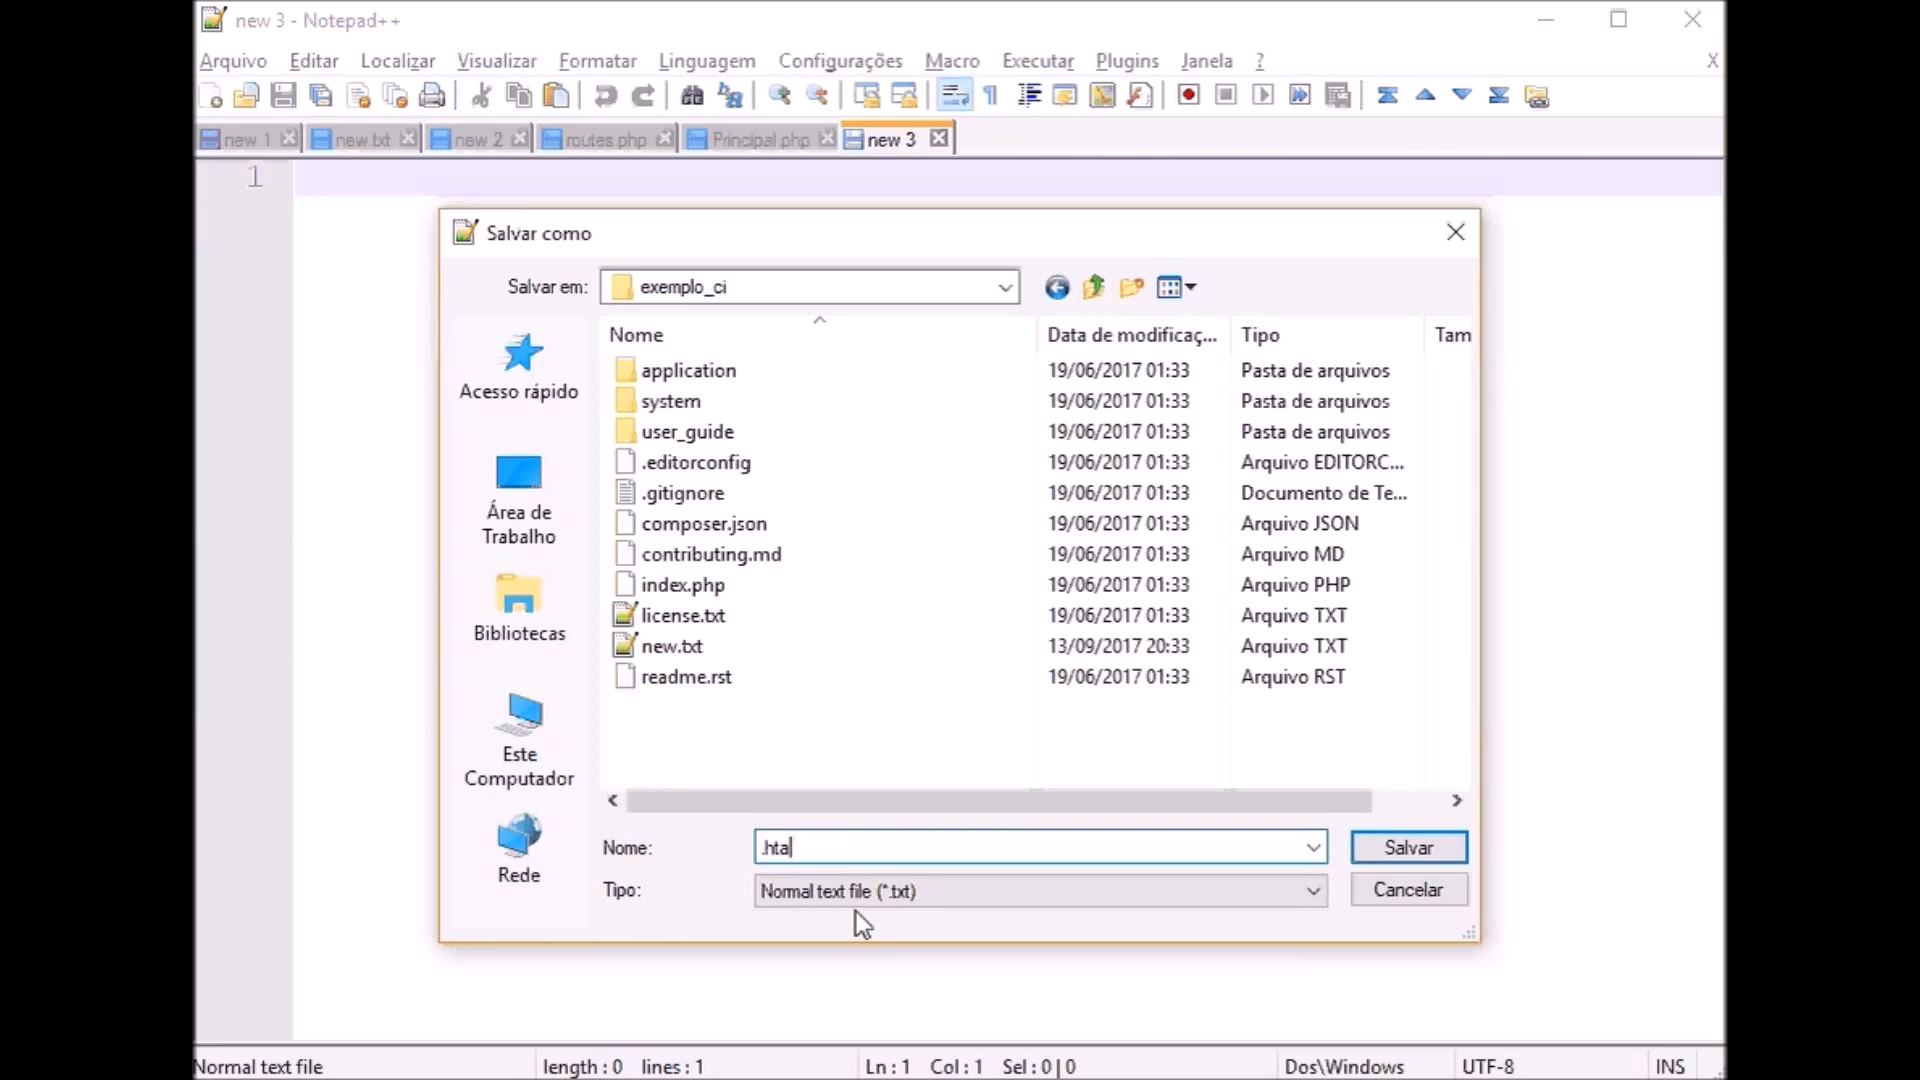 new 3 - Notepad++
Arquivo Editar Localizar Visualizar Formatar Linguagem Configurações Macro Executar Plugins Janela ? X
new 1 new.txt new 2 routes.php Principal.php new 3
1
Salvar como
Salvar em: exemplo_ci
Nome Data de modificaç... Tipo Tam
application 19/06/2017 01:33 Pasta de arquivos
system 19/06/2017 01:33 Pasta de arquivos
user_guide 19/06/2017 01:33 Pasta de arquivos
.editorconfig 19/06/2017 01:33 Arquivo EDITORC...
.gitignore 19/06/2017 01:33 Documento de Te...
composer.json 19/06/2017 01:33 Arquivo JSON
contributing.md 19/06/2017 01:33 Arquivo MD
index.php 19/06/2017 01:33 Arquivo PHP
license.txt 19/06/2017 01:33 Arquivo TXT
new.txt 13/09/2017 20:33 Arquivo TXT
readme.rst 19/06/2017 01:33 Arquivo RST
Acesso rápido
Área de
Trabalho
Bibliotecas
Este
Computador
Rede
Nome: .hta Salvar
Tipo: Normal text file (*.txt) Cancelar
Normal text file length : 0 lines : 1 Ln : 1 Col : 1 Sel : 0 | 0 Dos\Windows UTF-8 INS